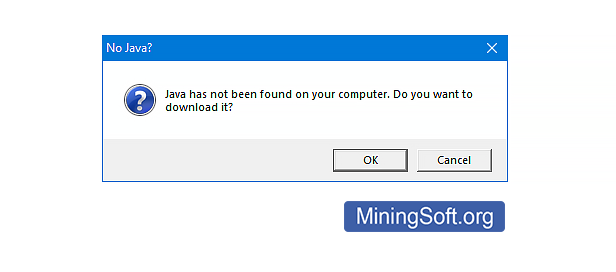 No Java?
Java has not been found on your computer. Do you want to
download it?
OK
Cancel
MiningSoft.org